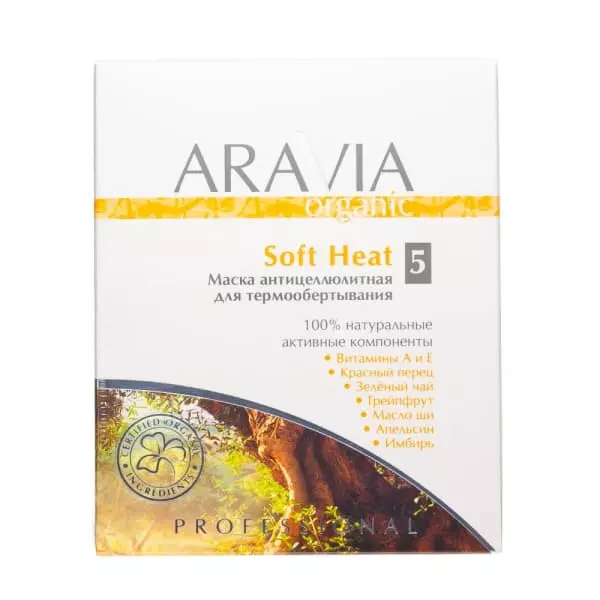 ARAVIA
organic
Soft Heat 5
Маска антицеллюлитная
для термообертывания
100% натуральные
активные компоненты
• Витамины А и Е
• Красный перец
• Зелёный чай
• Грейпфрут
• Масло ши
• Апельсин
• Имбирь
CERTIFIED ORGANIC
INGREDIENTS
PROFESSIONAL